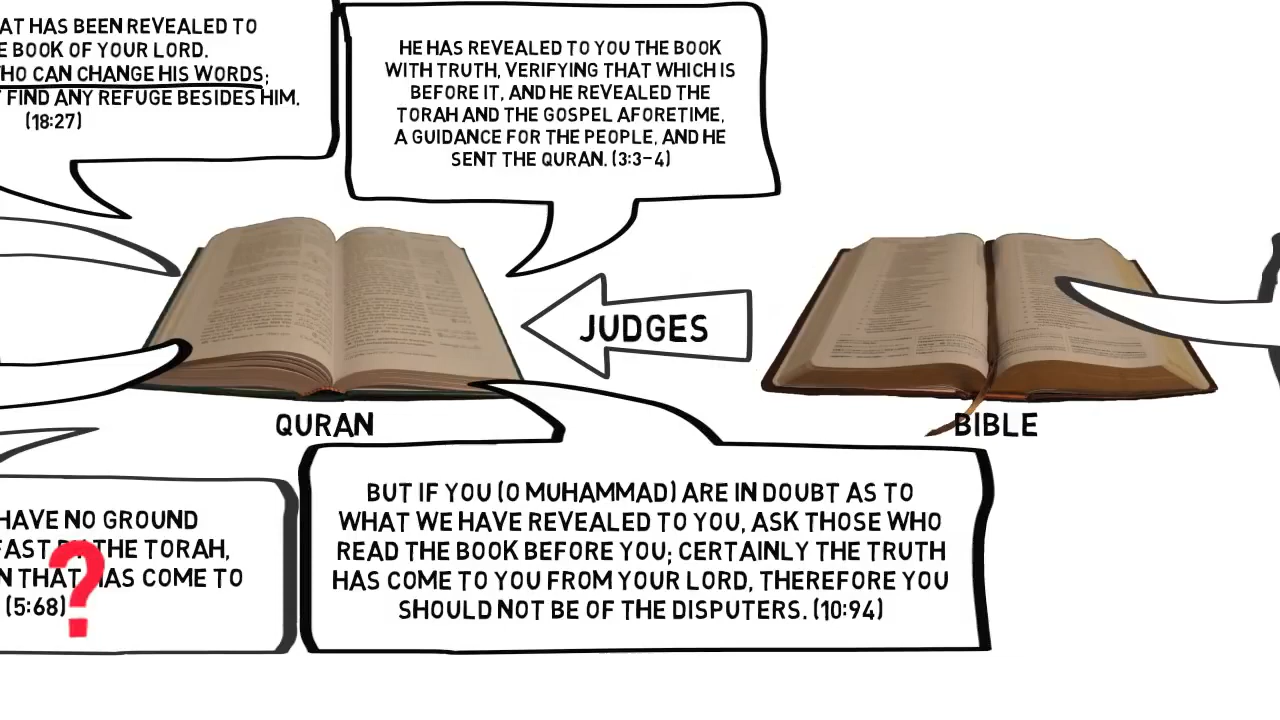 AT HAS BEEN REVEALED TO
E BOOK OF YOUR LORD.
HO CAN CHANGE HIS WORDS;
FIND ANY REFUGE BESIDES HIM.
(18:27)
HE HAS REVEALED TO YOU THE BOOK
WITH TRUTH, VERIFYING THAT WHICH IS
BEFORE IT, AND HE REVEALED THE
TORAH AND THE GOSPEL AFORETIME,
A GUIDANCE FOR THE PEOPLE, AND HE
SENT THE QURAN. (3:3-4)
JUDGES
QURAN
BIBLE
HAVE NO GROUND
FAST BY THE TORAH,
N THAT HAS COME TO
(5:68)
?
BUT IF YOU (O MUHAMMAD) ARE IN DOUBT AS TO
WHAT WE HAVE REVEALED TO YOU, ASK THOSE WHO
READ THE BOOK BEFORE YOU; CERTAINLY THE TRUTH
HAS COME TO YOU FROM YOUR LORD, THEREFORE YOU
SHOULD NOT BE OF THE DISPUTERS. (10:94)